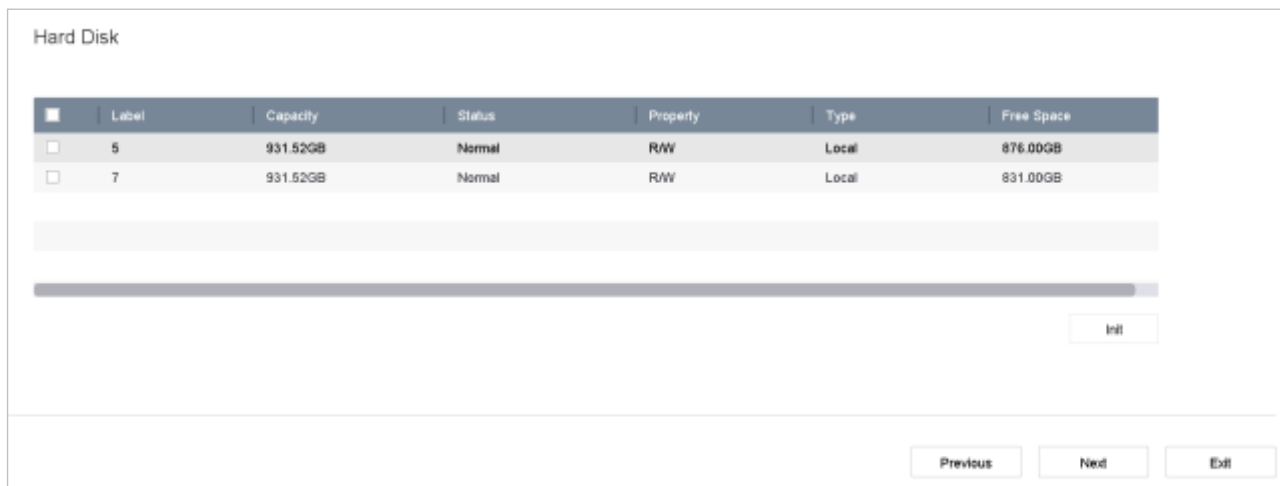 Hard Disk
Label Capacity Status Property Type Free Space
5 931.52GB Normal R/W Local 876.00GB
7 931.52GB Normal R/W Local 831.00GB
Init
Previous Next Exit